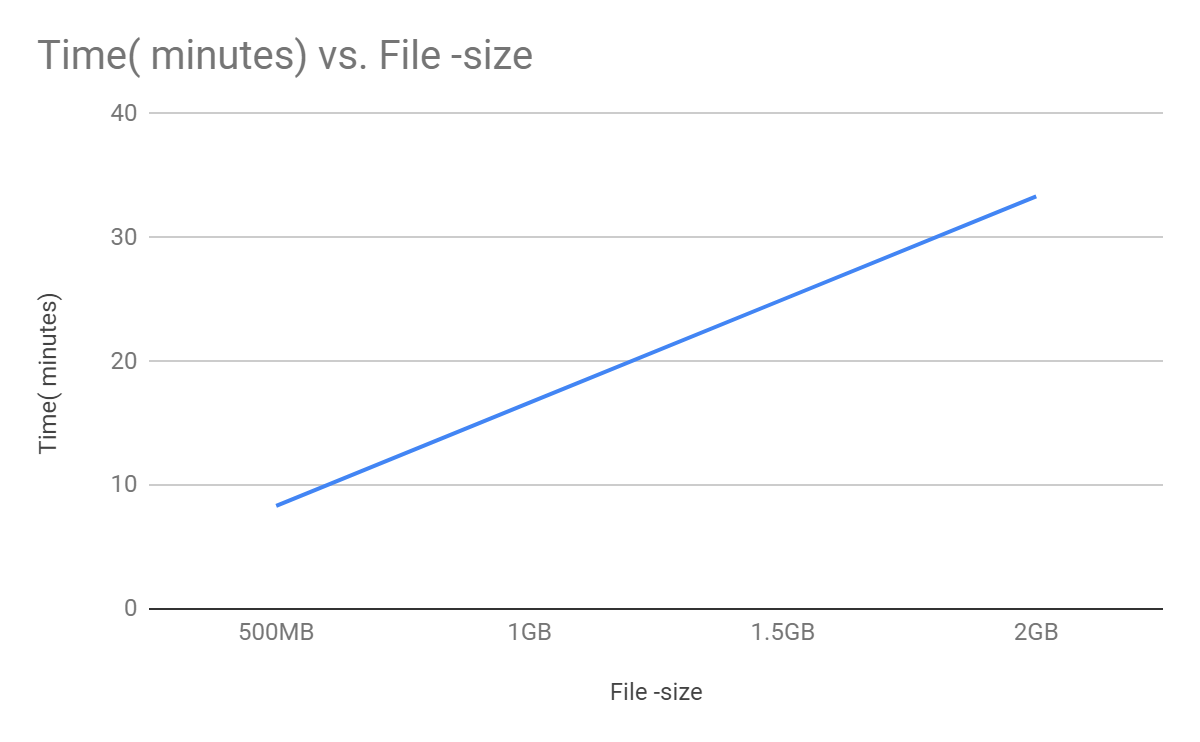 Time( minutes) vs. File -size
40
30
20
10
0
Time( minutes)
500MB 1GB 1.5GB 2GB
File -size